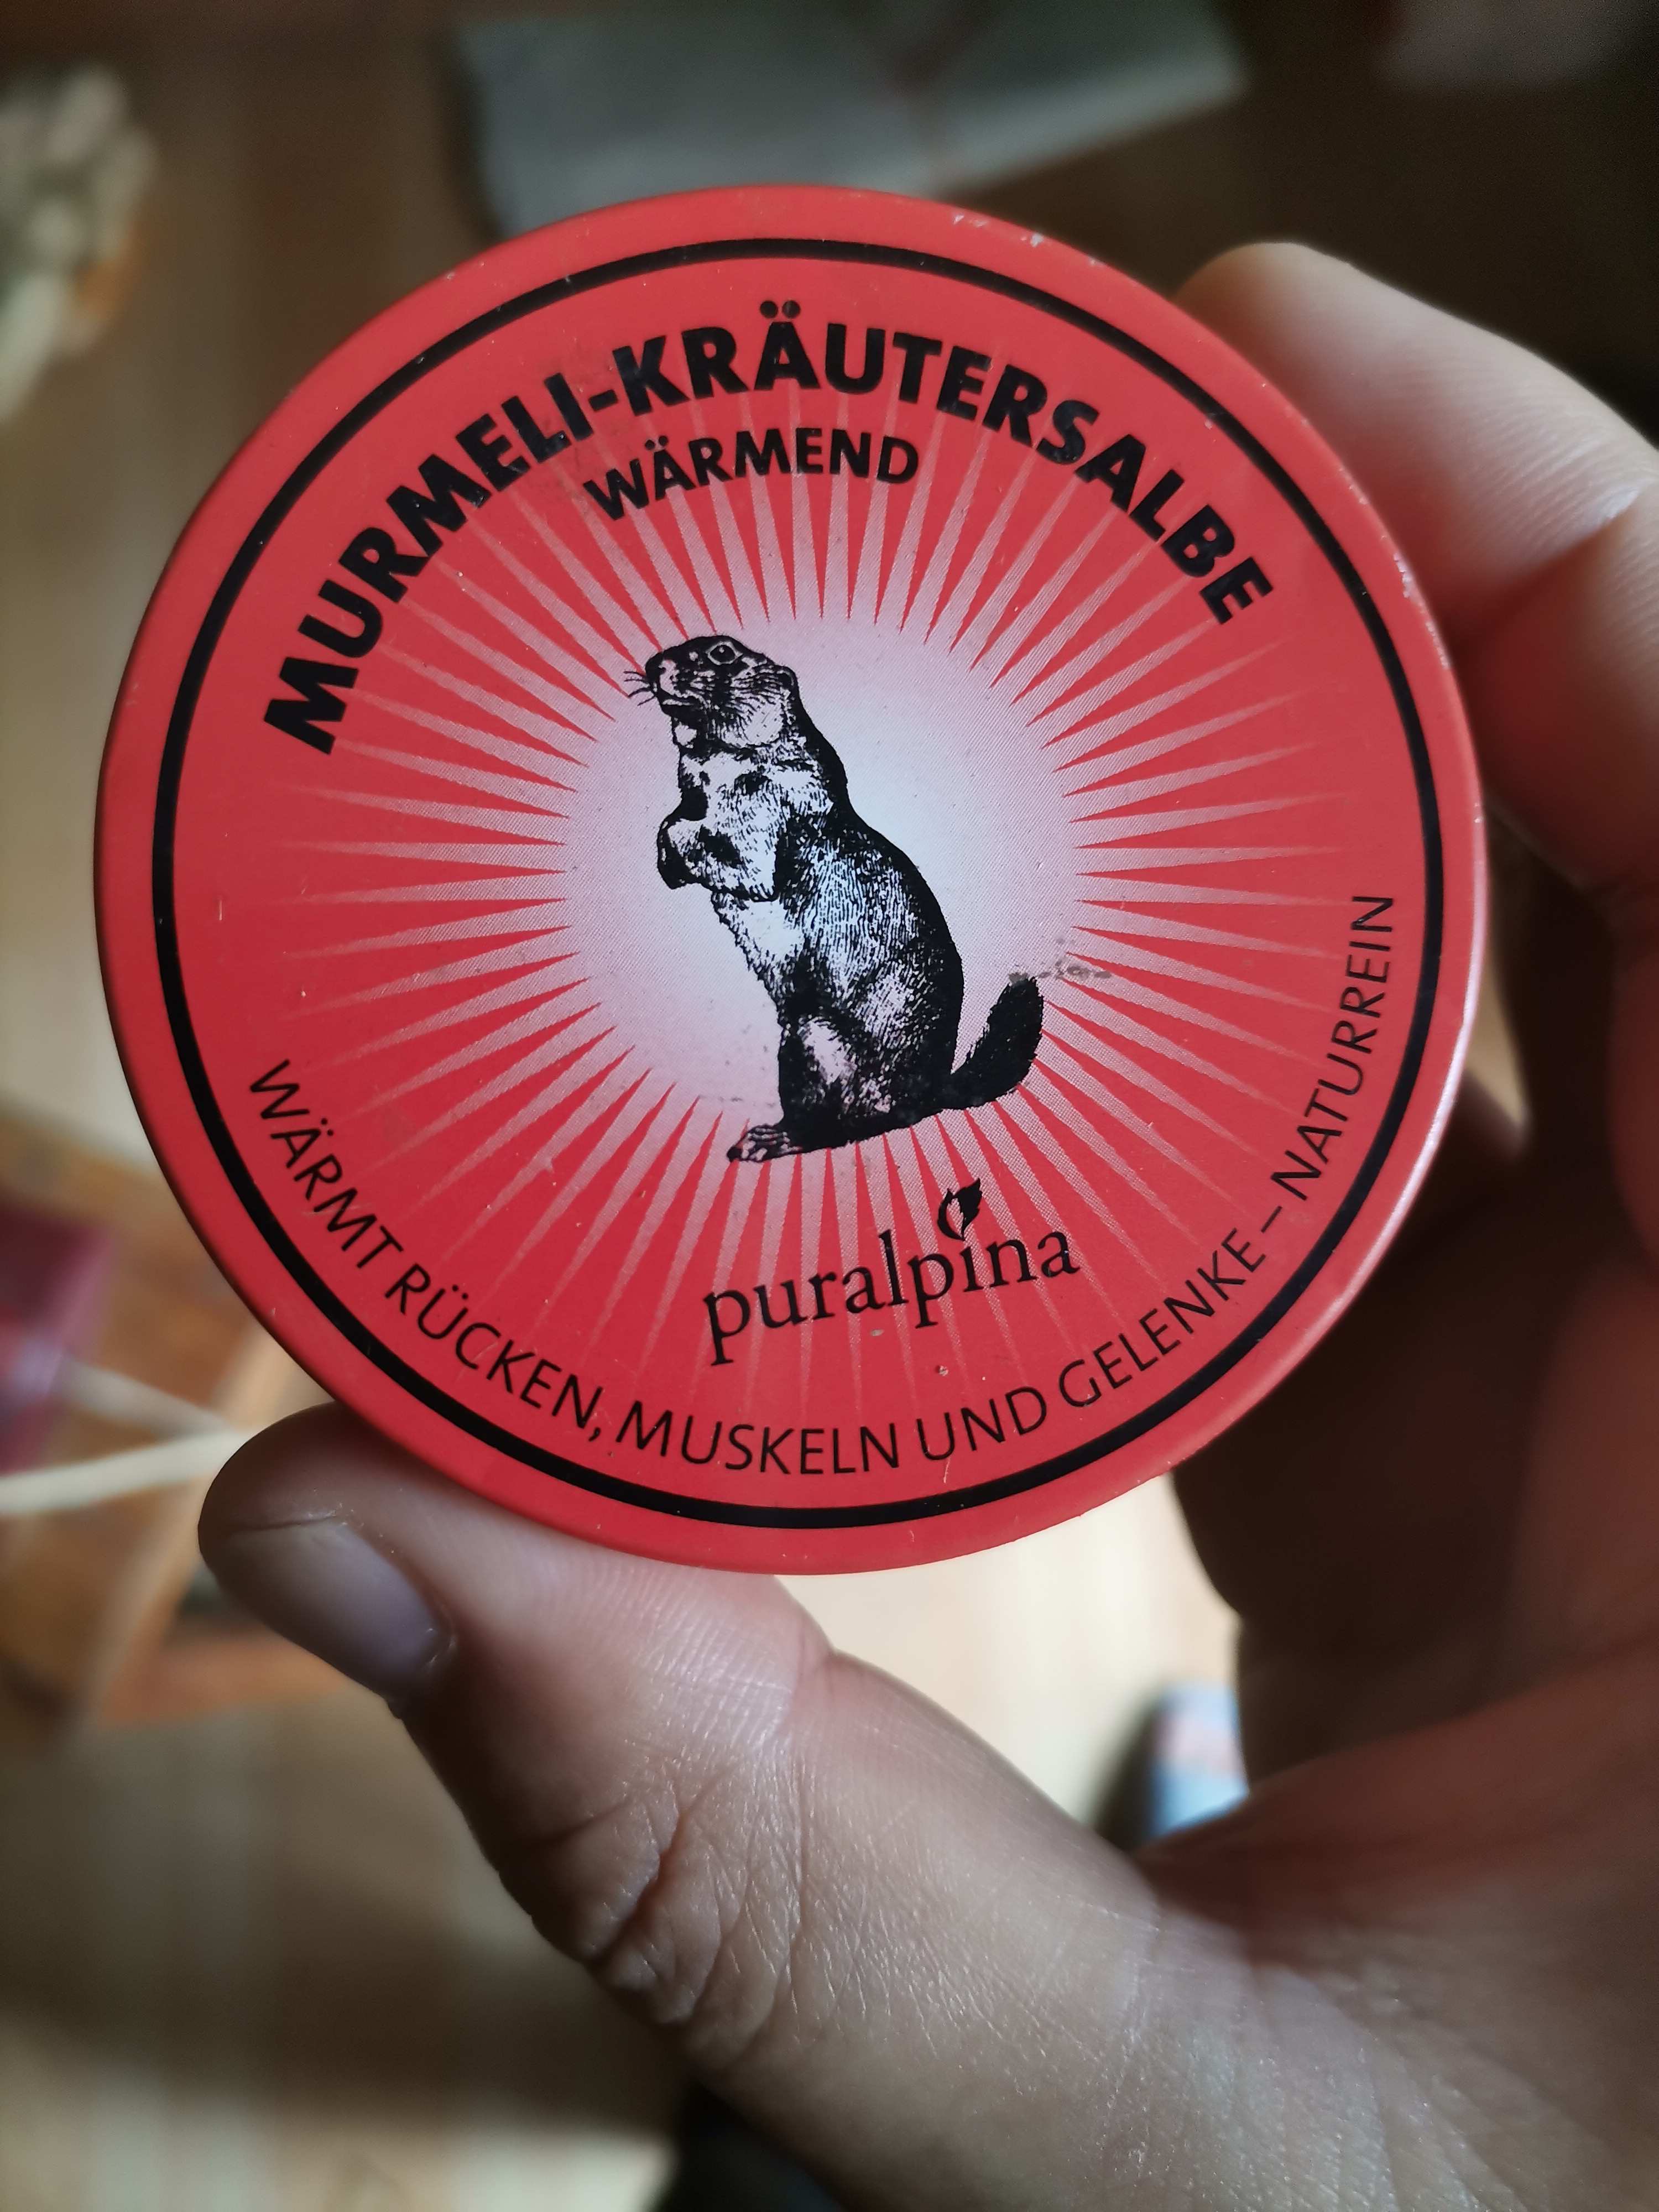 MURMELI-KRÄUTERSALBE
WÄRMEND
puralpina
WÄRMT RÜCKEN, MUSKELN UND GELENKE – NATURREIN